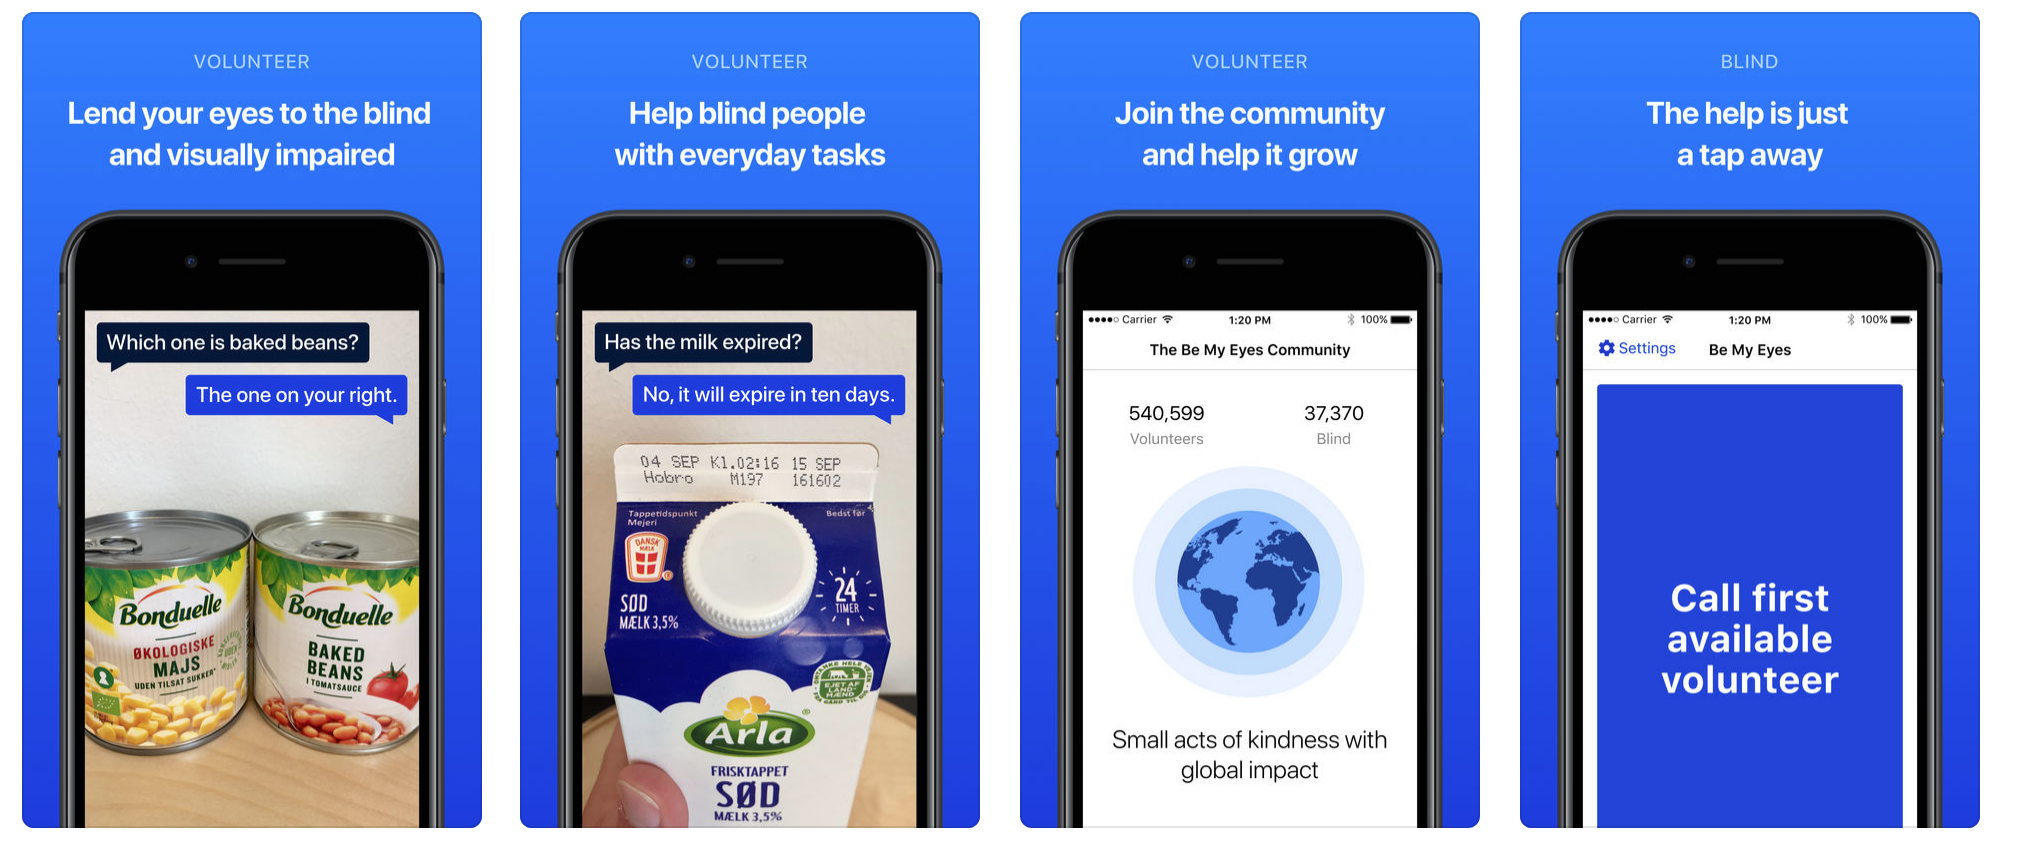 VOLUNTEER
Lend your eyes to the blind
and visually impaired
Which one is baked beans?
The one on your right.
Bonduelle
ØKOLOGISKE
MAJS
UDEN TILSAT SUKKER*
Bonduelle
BAKED
BEANS
I TOMATSAUCE
VOLUNTEER
Help blind people
with everyday tasks
Has the milk expired?
No, it will expire in ten days.
04 SEP Kl.02:16 15 SEP
Hobro M197 161602
Tappetidspunkt
Mejeri
Bedst før
DANSK
MÆLK
SØD
MÆLK 3,5%
24
TIMER
EJET AF
LAND-
MÆND
Arla
FRISKTAPPET
SØD
MÆLK 3,5%
VOLUNTEER
Join the community
and help it grow
Carrier 1:20 PM 100%
The Be My Eyes Community
540,599 37,370
Volunteers Blind
Small acts of kindness with
global impact
BLIND
The help is just
a tap away
Carrier 1:20 PM 100%
Settings Be My Eyes
Call first
available
volunteer